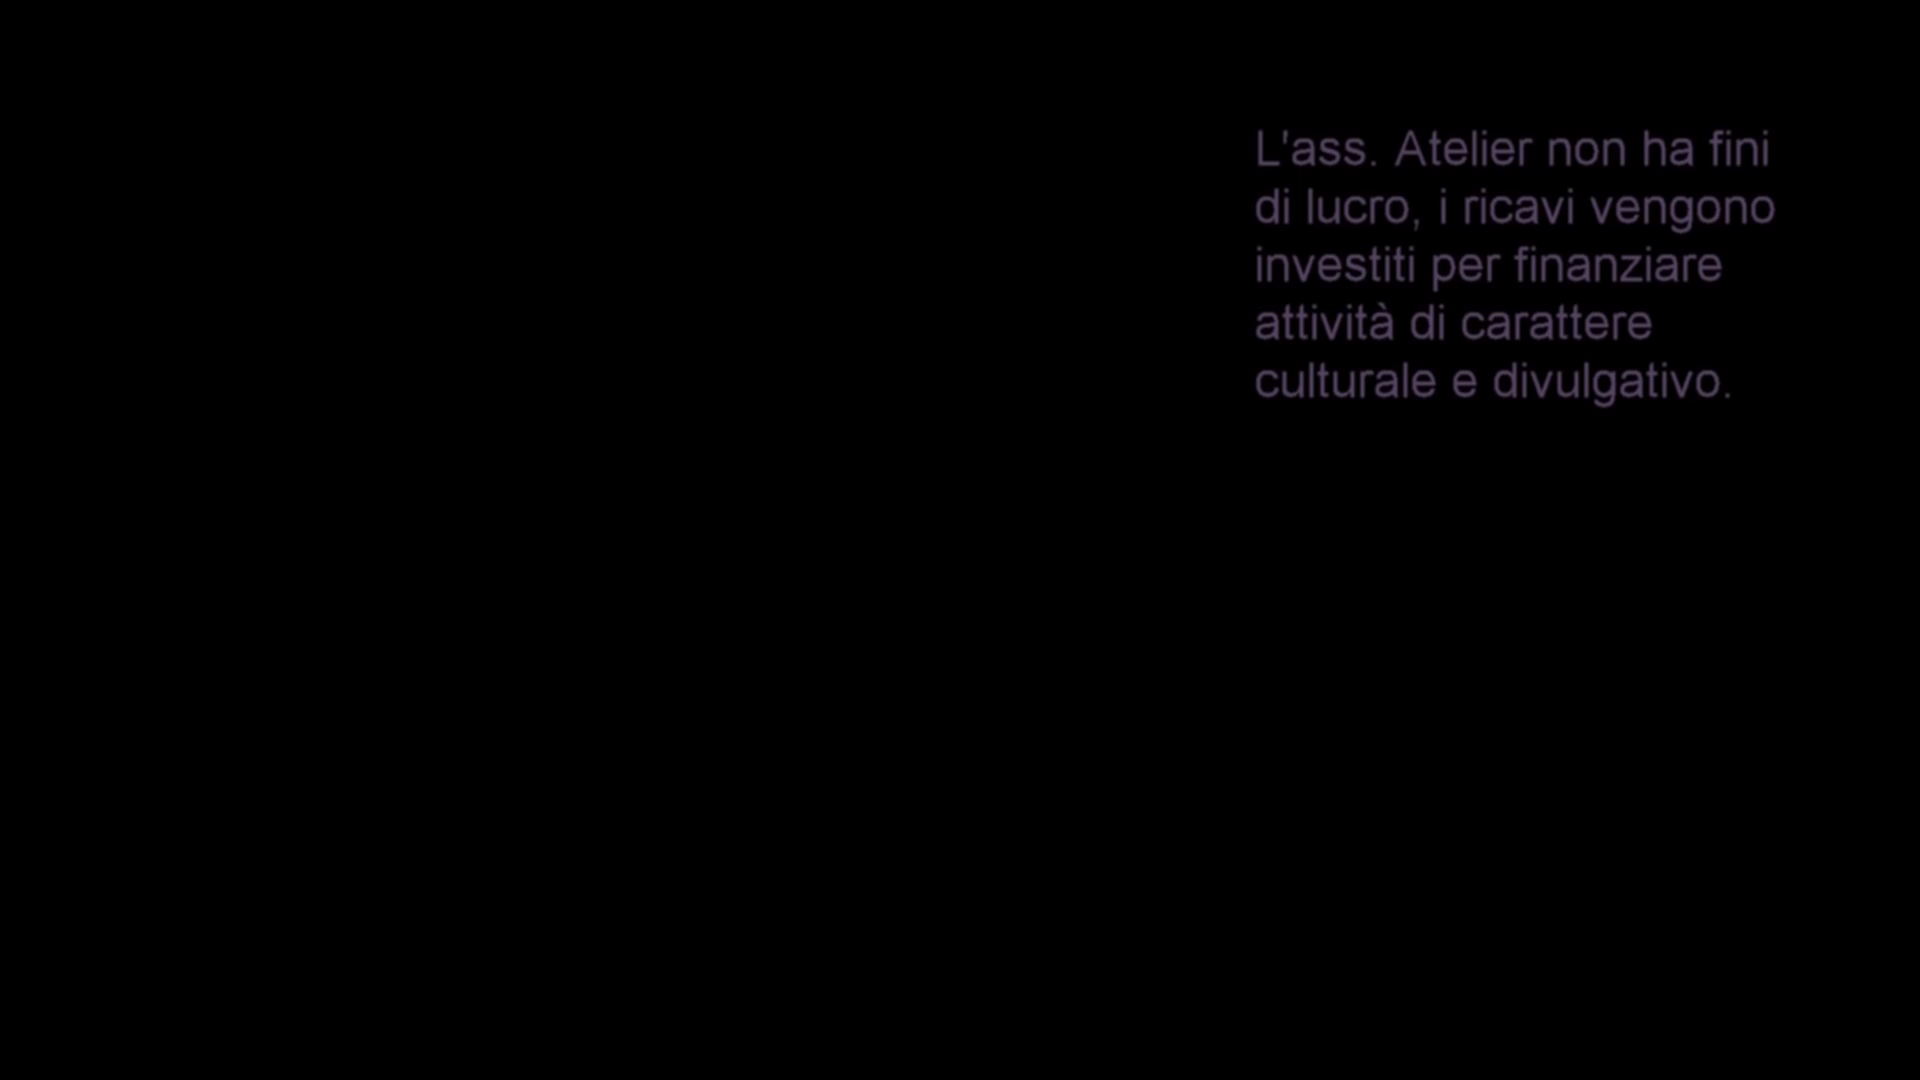 L'ass. Atelier non ha fini
di lucro, i ricavi vengono
investiti per finanziare
attività di carattere
culturale e divulgativo.